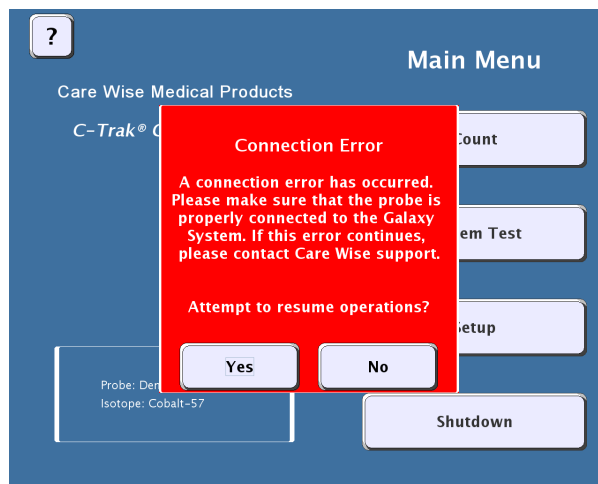 ?
Main Menu
Care Wise Medical Products
C-Trak®
Connection Error
A connection error has occurred.
Please make sure that the probe is
properly connected to the Galaxy
System. If this error continues,
please contact Care Wise support.
Attempt to resume operations?
Yes
No
Count
Test
Setup
Shutdown
Probe:
Isotope: Cobalt-57